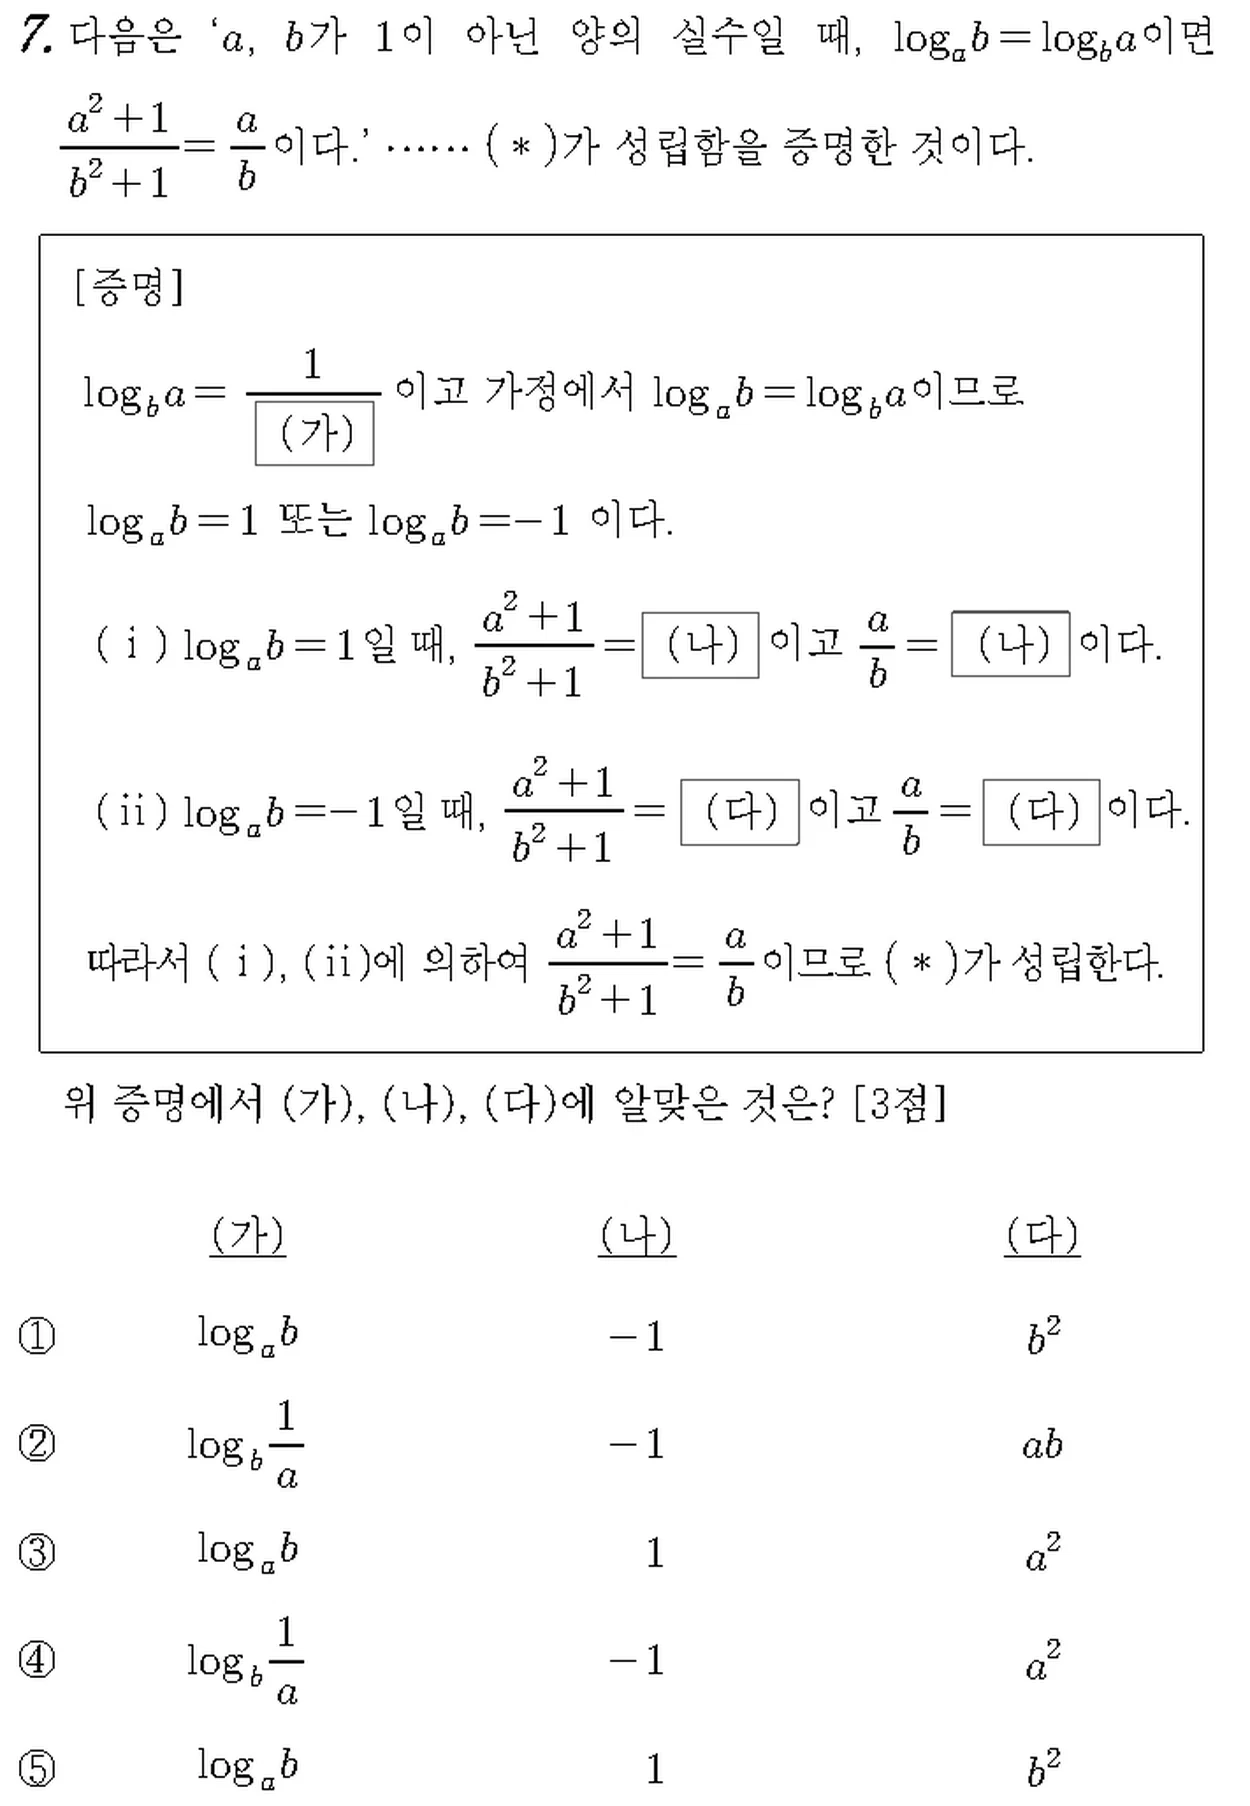 7. 다음은 ‘a, b가 1이 아닌 양의 실수일 때, log_a b = log_b a이면
(a²+1)/(b²+1) = a/b 이다.’ ‥‥‥ (*)가 성립함을 증명한 것이다.
[증명]
log_b a = 1/(가) 이고 가정에서 log_a b = log_b a이므로
log_a b = 1 또는 log_a b = -1 이다.
(ⅰ) log_a b = 1일 때, (a²+1)/(b²+1) = (나) 이고 a/b = (나) 이다.
(ⅱ) log_a b = -1일 때, (a²+1)/(b²+1) = (다) 이고 a/b = (다) 이다.
따라서 (ⅰ), (ⅱ)에 의하여 (a²+1)/(b²+1) = a/b 이므로 (*)가 성립한다.
위 증명에서 (가), (나), (다)에 알맞은 것은? [3점]
(가) (나) (다)
① log_a b -1 b²
② log_b 1/a -1 ab
③ log_a b 1 a²
④ log_b 1/a -1 a²
⑤ log_a b 1 b²